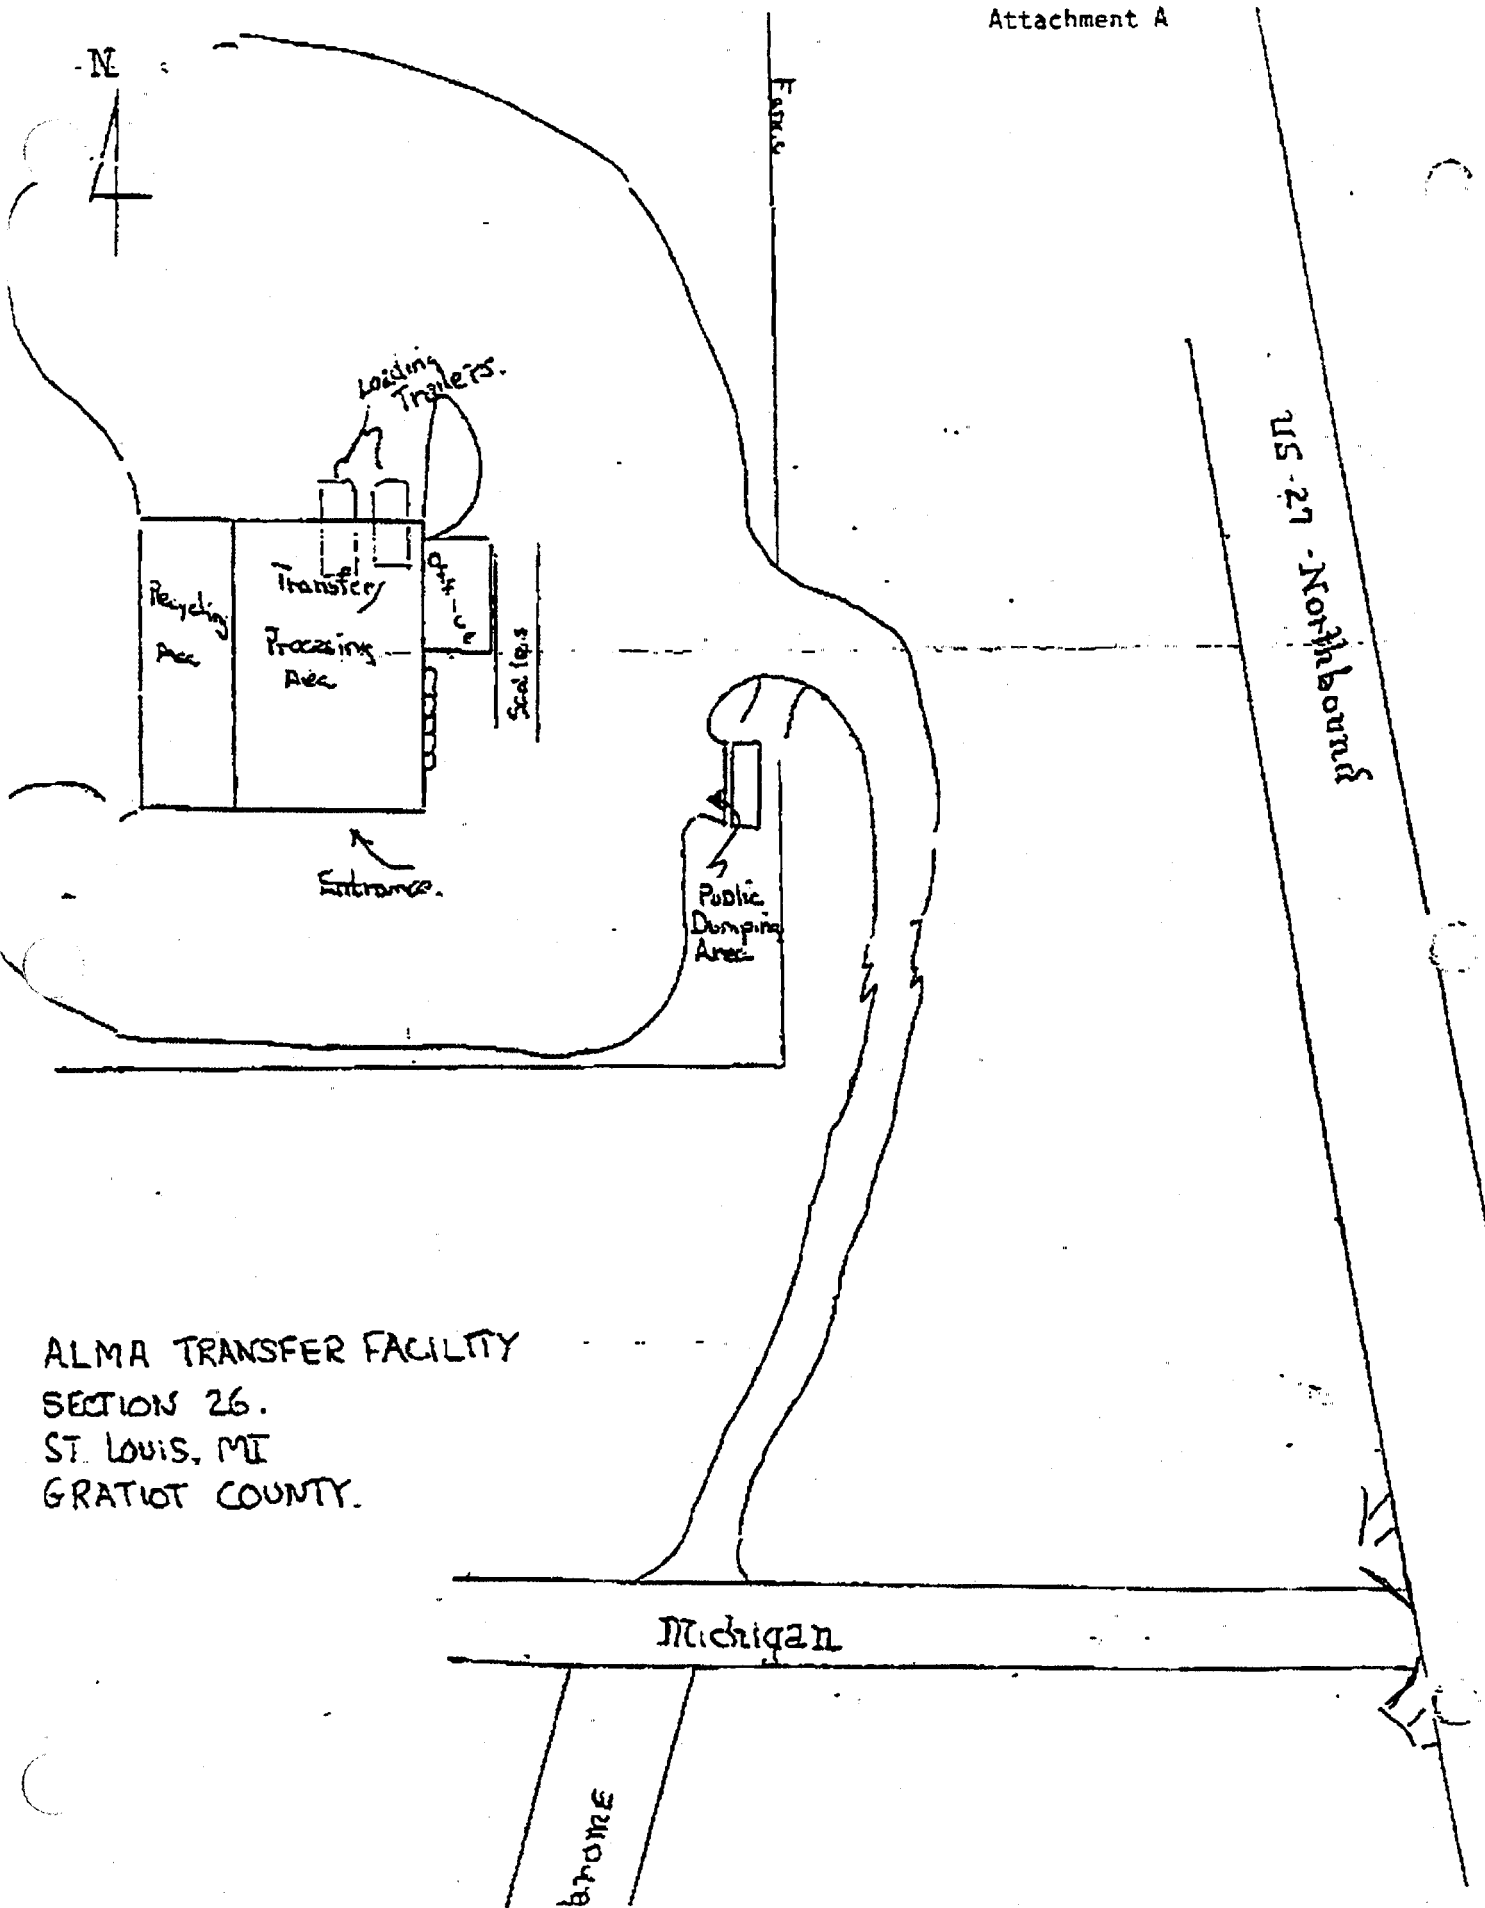 Attachment A
N
Fence
Loading
Trailers.
US-27-Northbound
Office
Transfer/
Processing
Area
Recycling
Area
Scales
Entrance.
Public
Dumping
Area
ALMA TRANSFER FACILITY
SECTION 26.
ST. LOUIS, MI
GRATIOT COUNTY.
Michigan